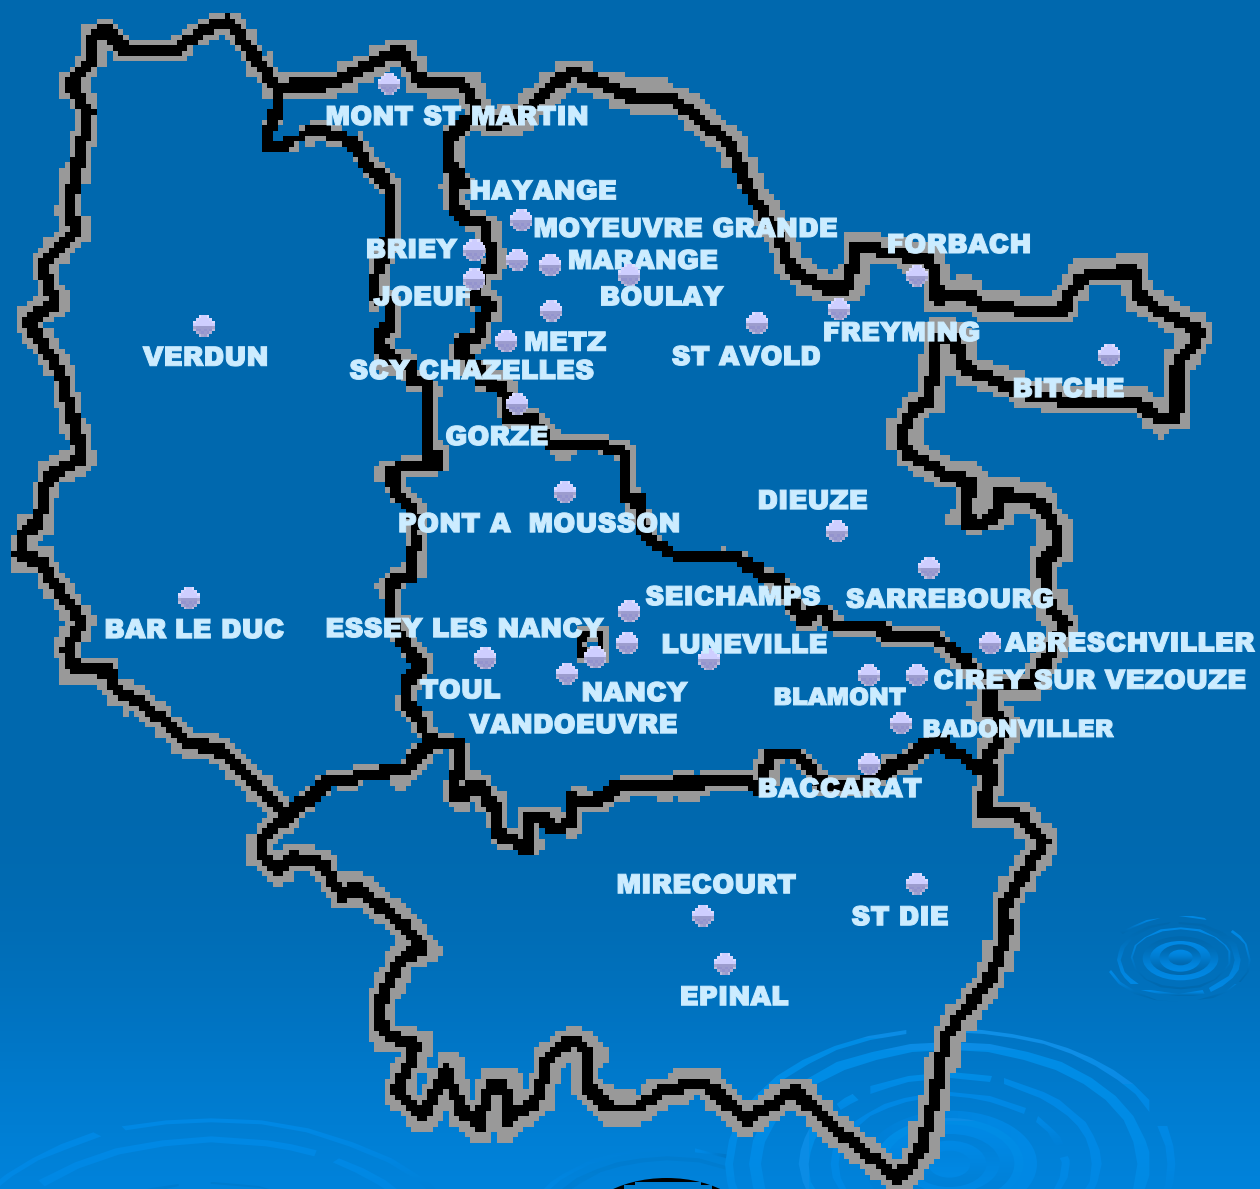 MONT ST MARTIN
HAYANGE
MOYEUVRE GRANDE
BRIEY
MARANGE
FORBACH
JOEUF
BOULAY
METZ
FREYMING
VERDUN
ST AVOLD
SCY CHAZELLES
BITCHE
GORZE
DIEUZE
PONT A  MOUSSON
SEICHAMPS
SARREBOURG
BAR LE DUC
ESSEY LES NANCY
LUNEVILLE
ABRESCHVILLER
TOUL
NANCY
CIREY SUR VEZOUZE
BLAMONT
VANDOEUVRE
BADONVILLER
BACCARAT
MIRECOURT
ST DIE
EPINAL